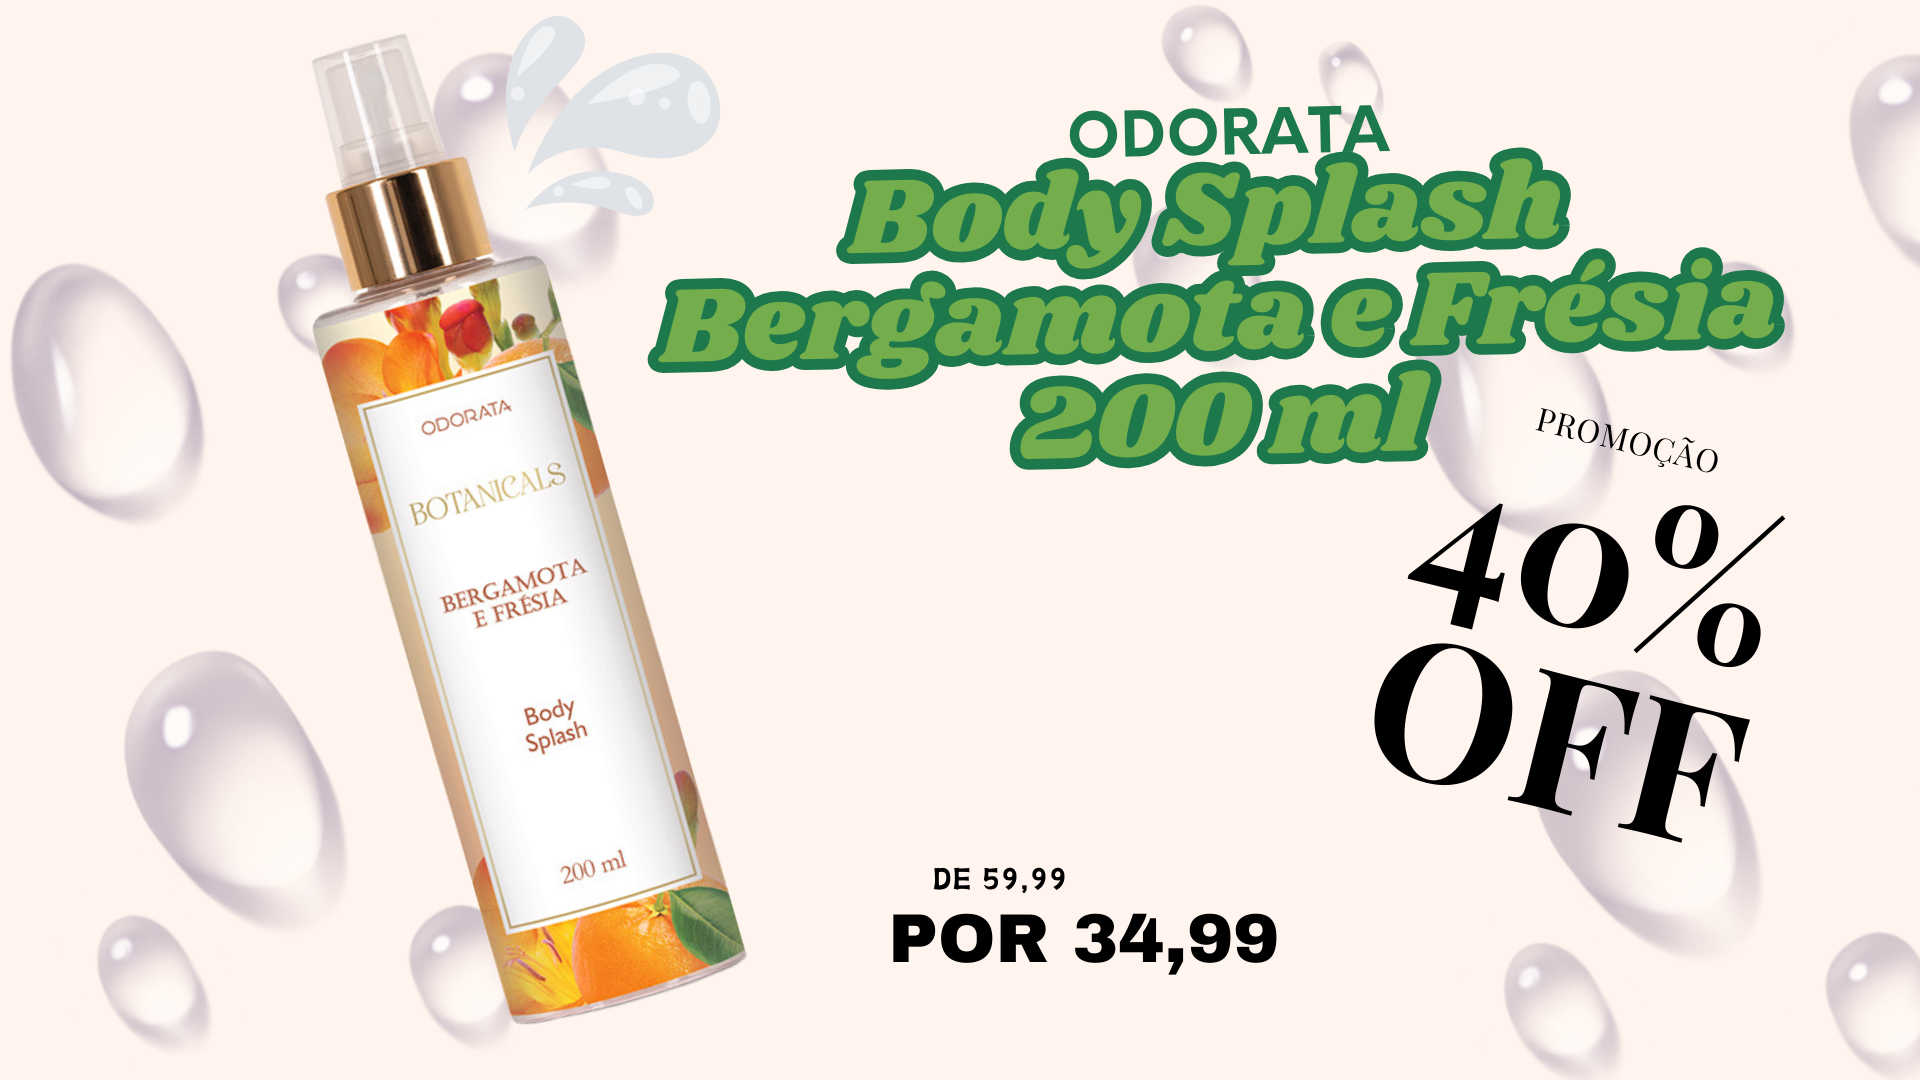 ODORATA
Body Splash
Bergamota e Frésia
200 ml
PROMOÇÃO
40%
OFF
DE 59,99
POR 34,99
ODORATA
BOTANICALS
BERGAMOTA
E FRÉSIA
Body
Splash
200 ml